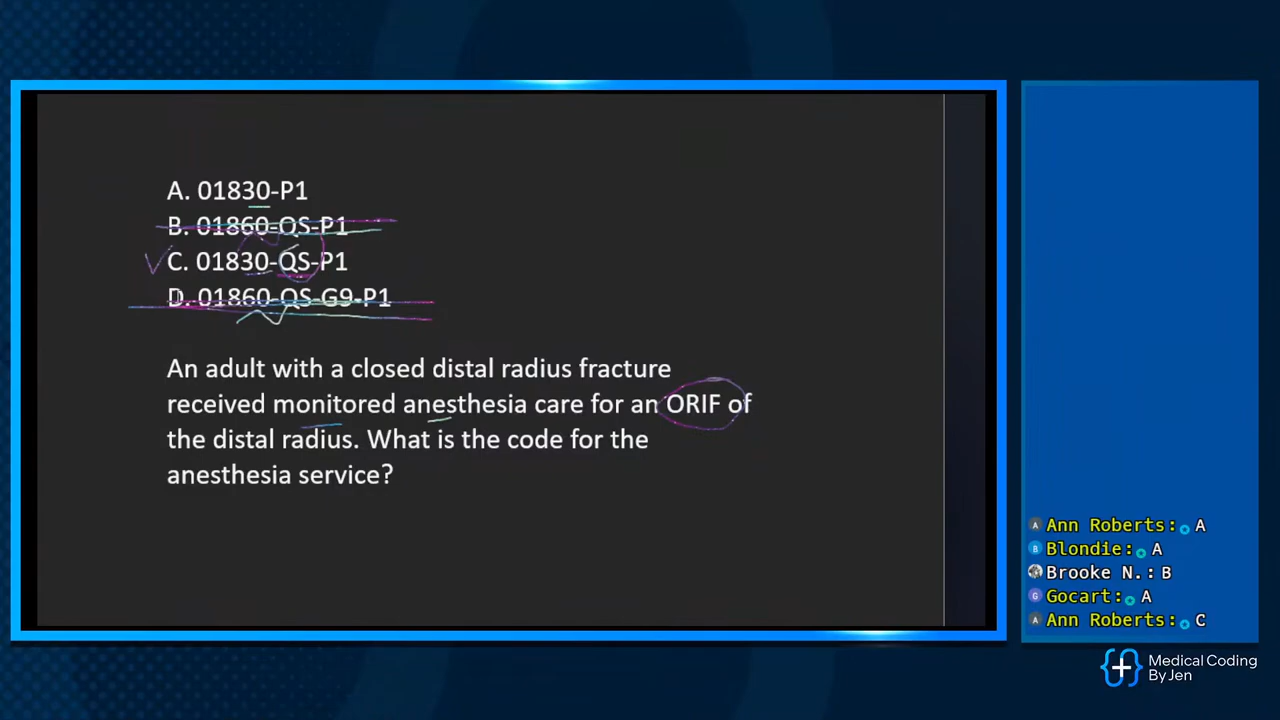 A. 01830-P1
B. 01860-QS-P1
C. 01830-QS-P1
D. 01860-QS-G9-P1
An adult with a closed distal radius fracture
received monitored anesthesia care for an ORIF of
the distal radius. What is the code for the
anesthesia service?
A Ann Roberts: A
B Blondie: A
Brooke N.: B
G Gocart: A
A Ann Roberts: C
Medical Coding
By Jen